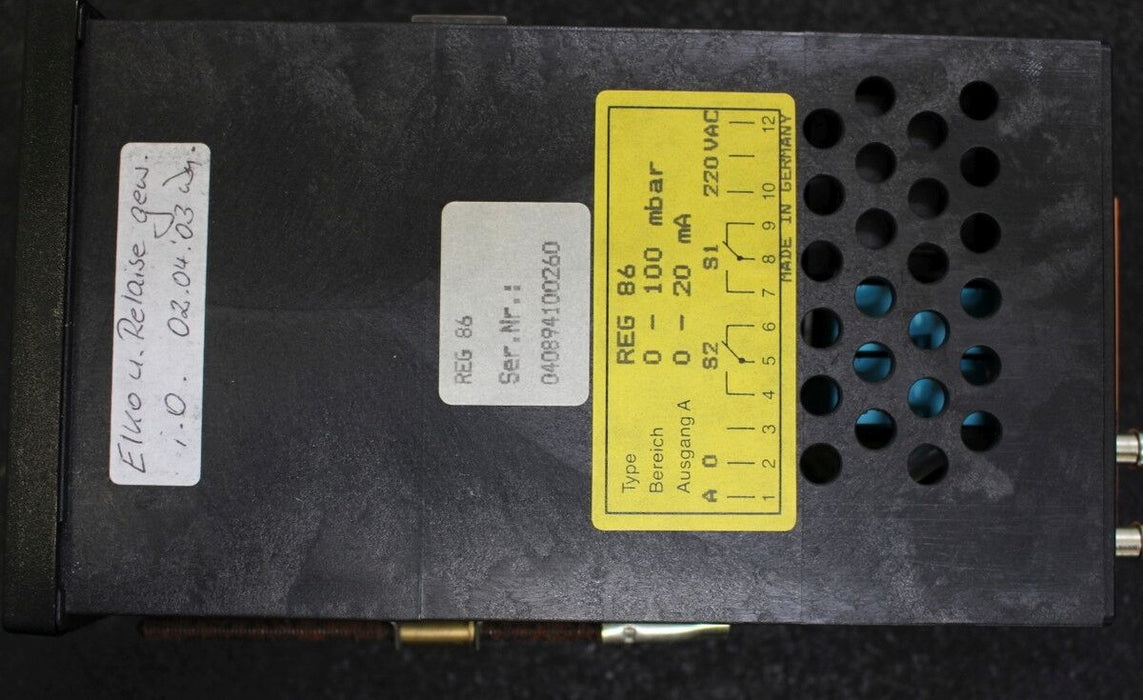 Elko u. Relaise gew.
i.O. 02.04.'03
REG 86
Ser.Nr.:
040894100260
Type REG 86
Bereich 0 - 100 mbar
Ausgang A 0 - 20 mA
A 0 S2 S1 220 VAC
1 2 3 4 5 6 7 8 9 10 12
MADE IN GERMANY